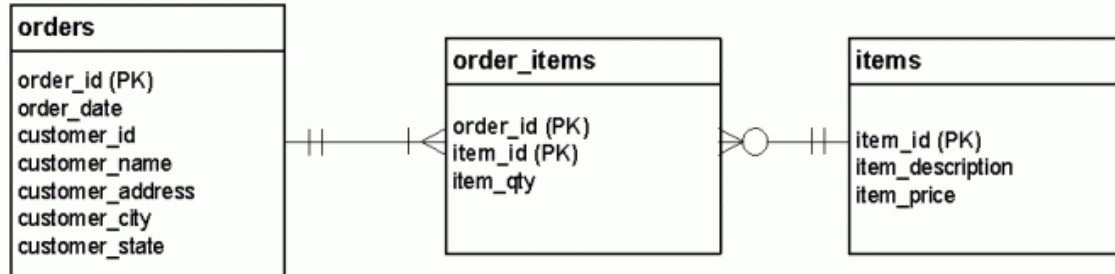 orders
order_id (PK)
order_date
customer_id
customer_name
customer_address
customer_city
customer_state
order_items
order_id (PK)
item_id (PK)
item_qty
items
item_id (PK)
item_description
item_price